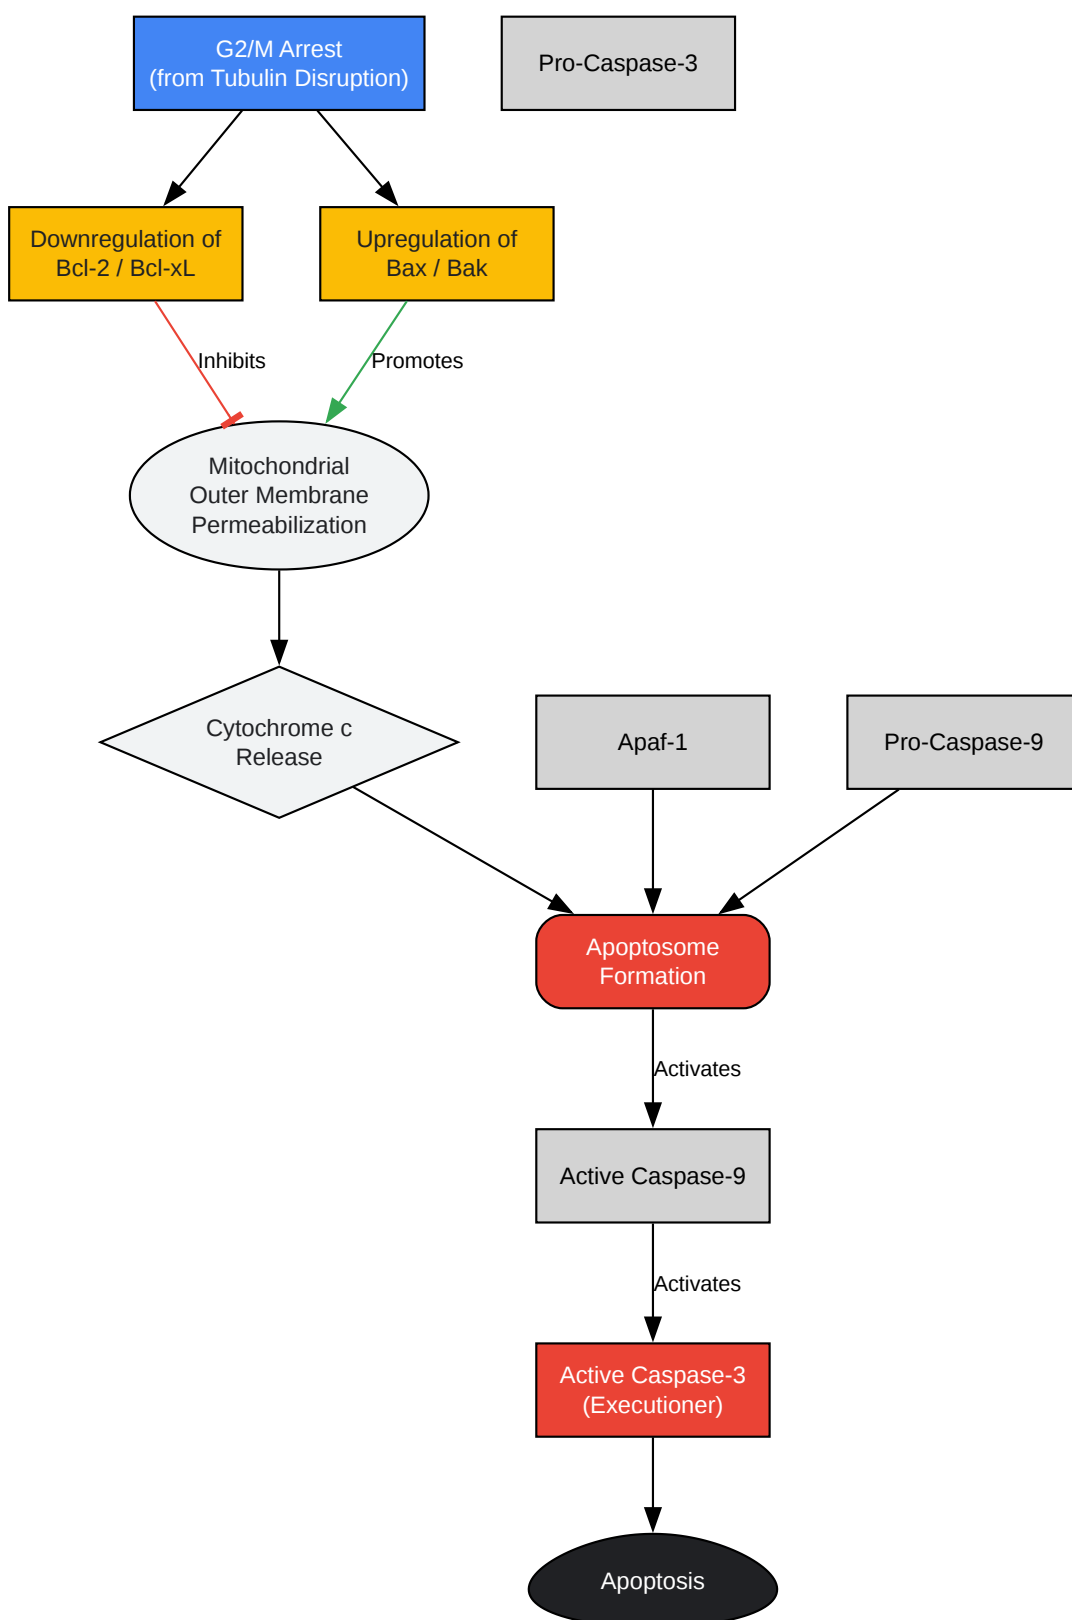 G2/M Arrest
(from Tubulin Disruption)
Pro-Caspase-3
Downregulation of
Bcl-2 / Bcl-xL
Upregulation of
Bax / Bak
Inhibits
Promotes
Mitochondrial
Outer Membrane
Permeabilization
Cytochrome c
Release
Apaf-1
Pro-Caspase-9
Apoptosome
Formation
Activates
Active Caspase-9
Activates
Active Caspase-3
(Executioner)
Apoptosis